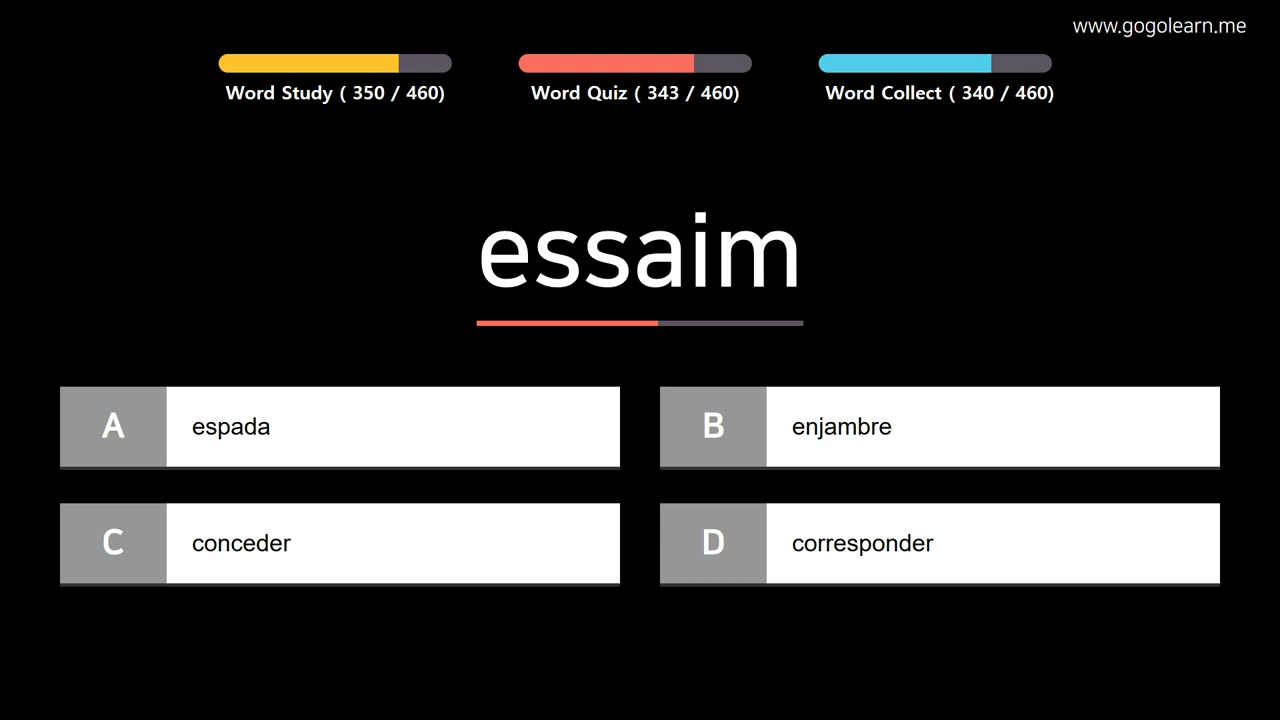 www.gogolearn.me
Word Study ( 350 / 460)
Word Quiz ( 343 / 460)
Word Collect ( 340 / 460)
essaim
A espada
B enjambre
C conceder
D corresponder